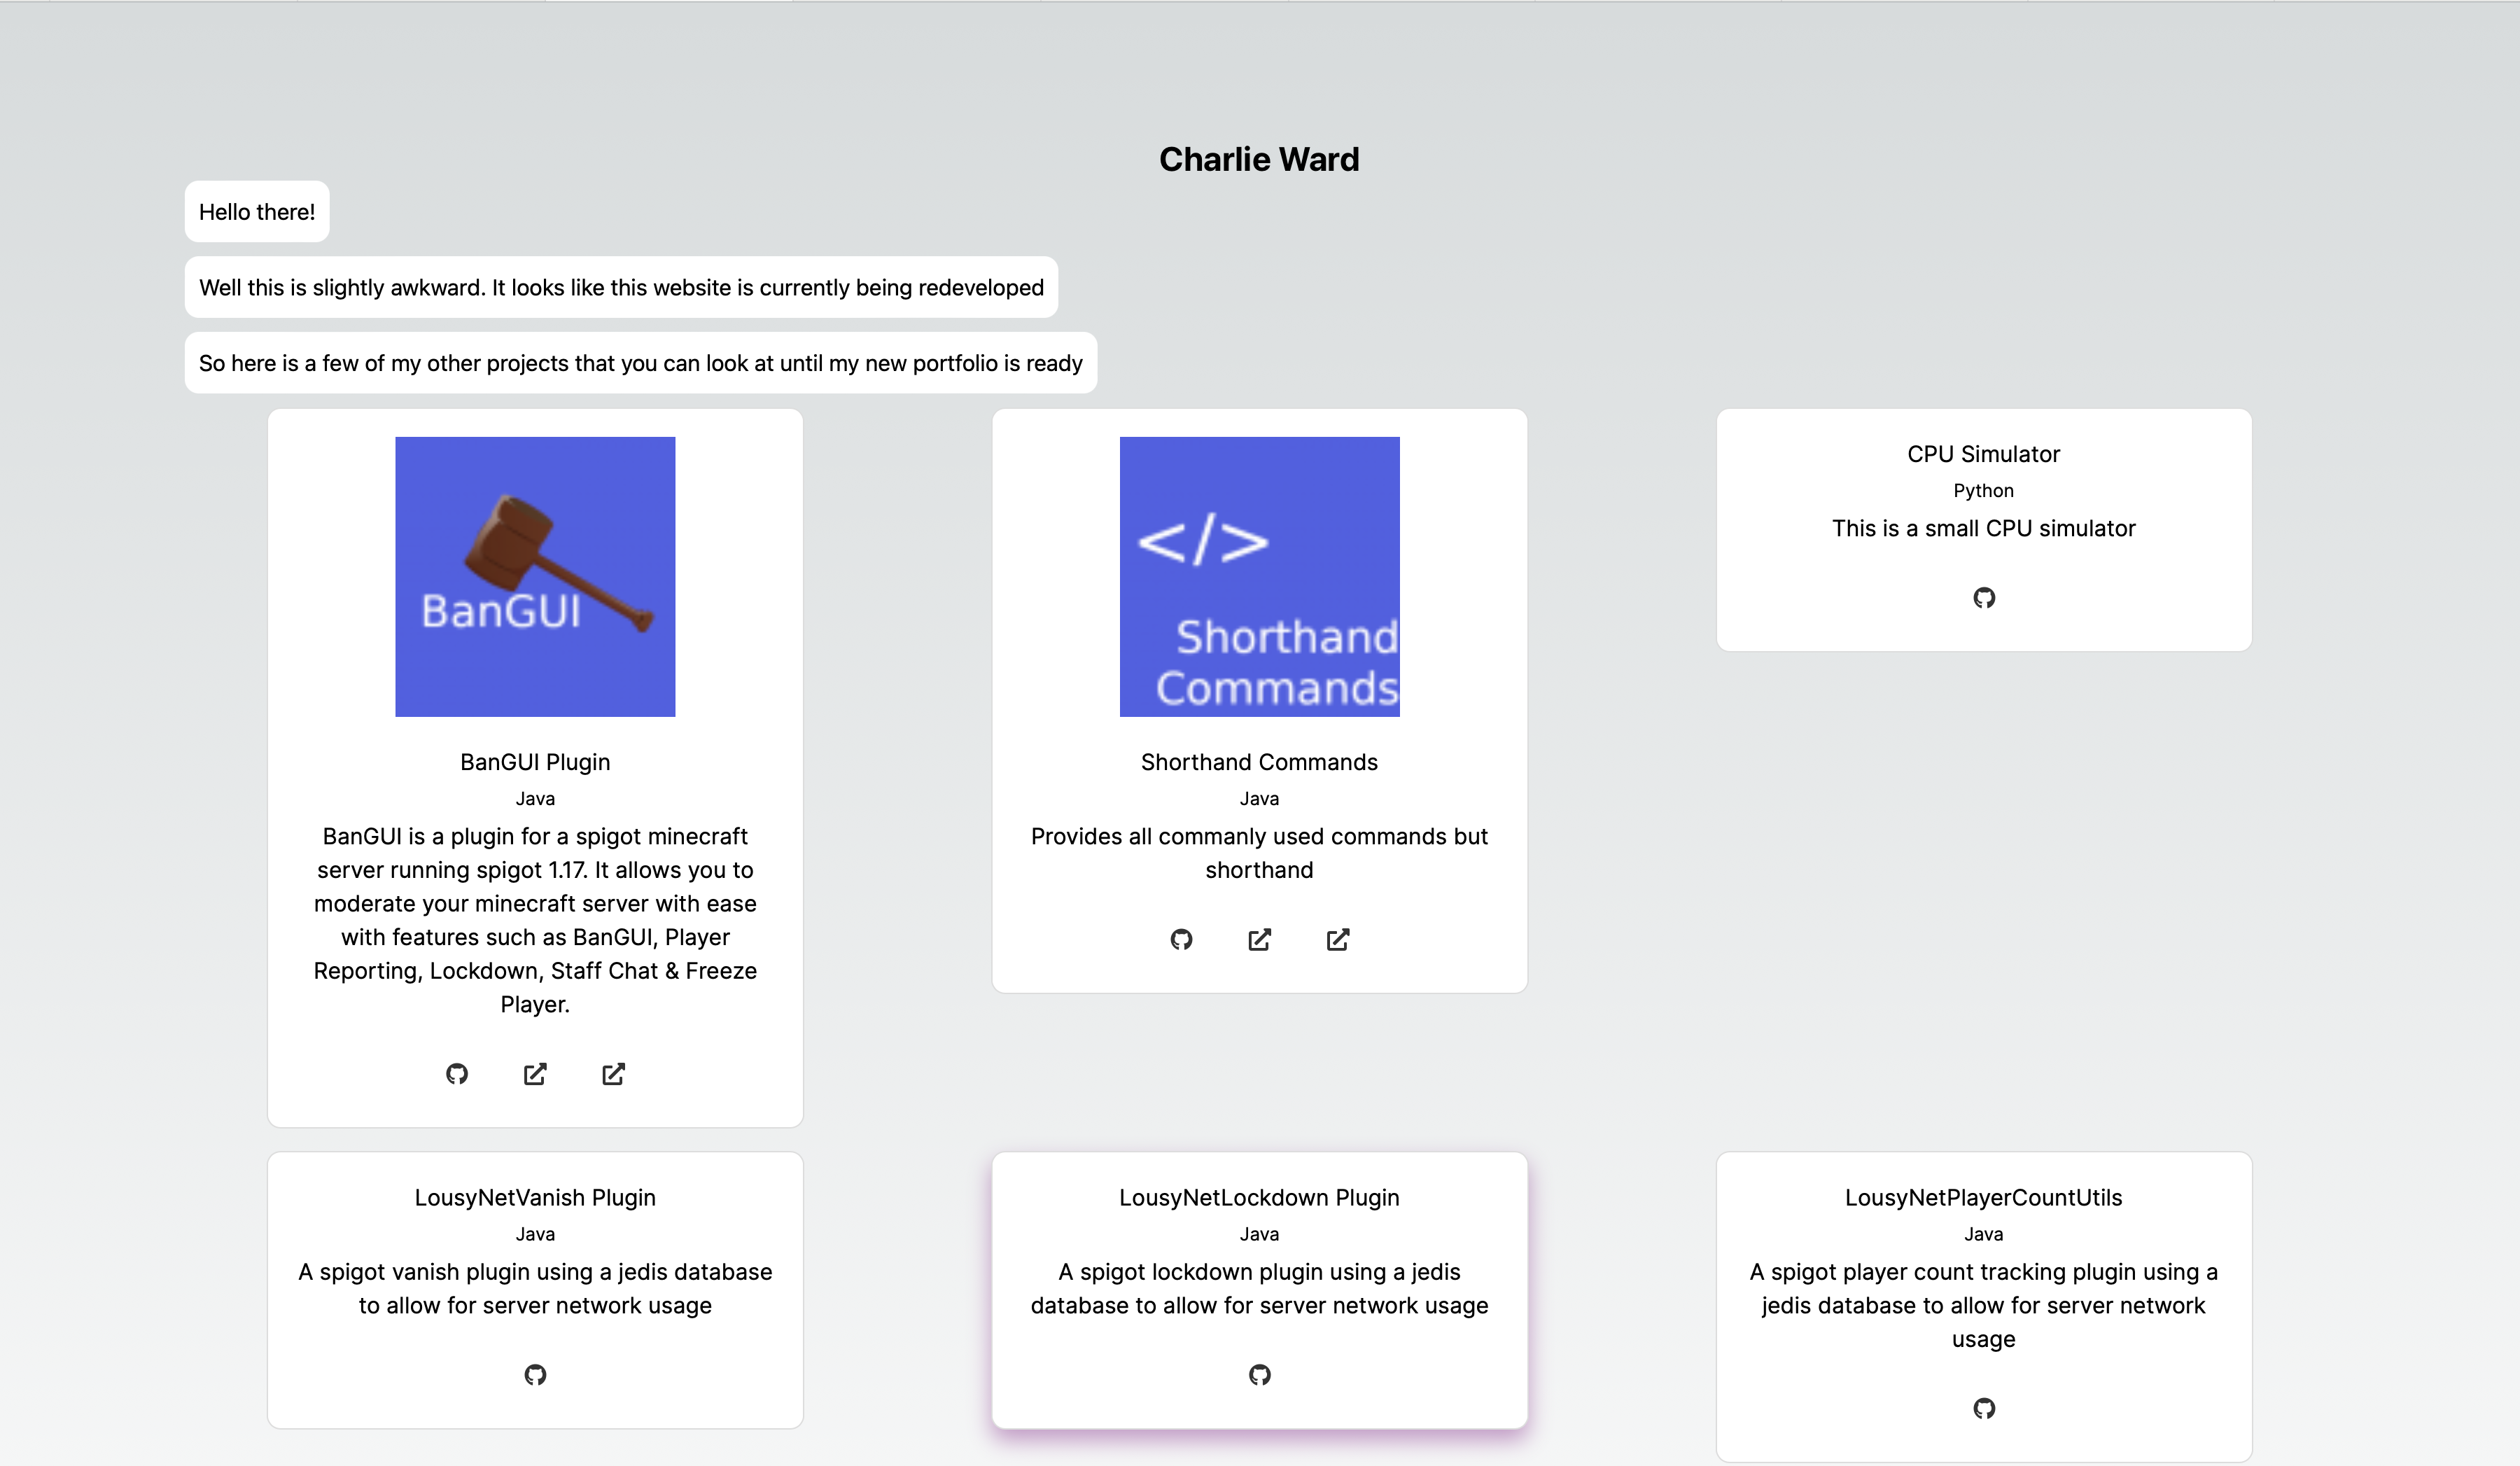 Charlie Ward
Hello there!
Well this is slightly awkward. It looks like this website is currently being redeveloped
So here is a few of my other projects that you can look at until my new portfolio is ready
BanGUI
BanGUI Plugin
Java
BanGUI is a plugin for a spigot minecraft
server running spigot 1.17. It allows you to
moderate your minecraft server with ease
with features such as BanGUI, Player
Reporting, Lockdown, Staff Chat & Freeze
Player.
</>
Shorthand
Commands
Shorthand Commands
Java
Provides all commanly used commands but
shorthand
CPU Simulator
Python
This is a small CPU simulator
LousyNetVanish Plugin
Java
A spigot vanish plugin using a jedis database
to allow for server network usage
LousyNetLockdown Plugin
Java
A spigot lockdown plugin using a jedis
database to allow for server network usage
LousyNetPlayerCountUtils
Java
A spigot player count tracking plugin using a
jedis database to allow for server network
usage